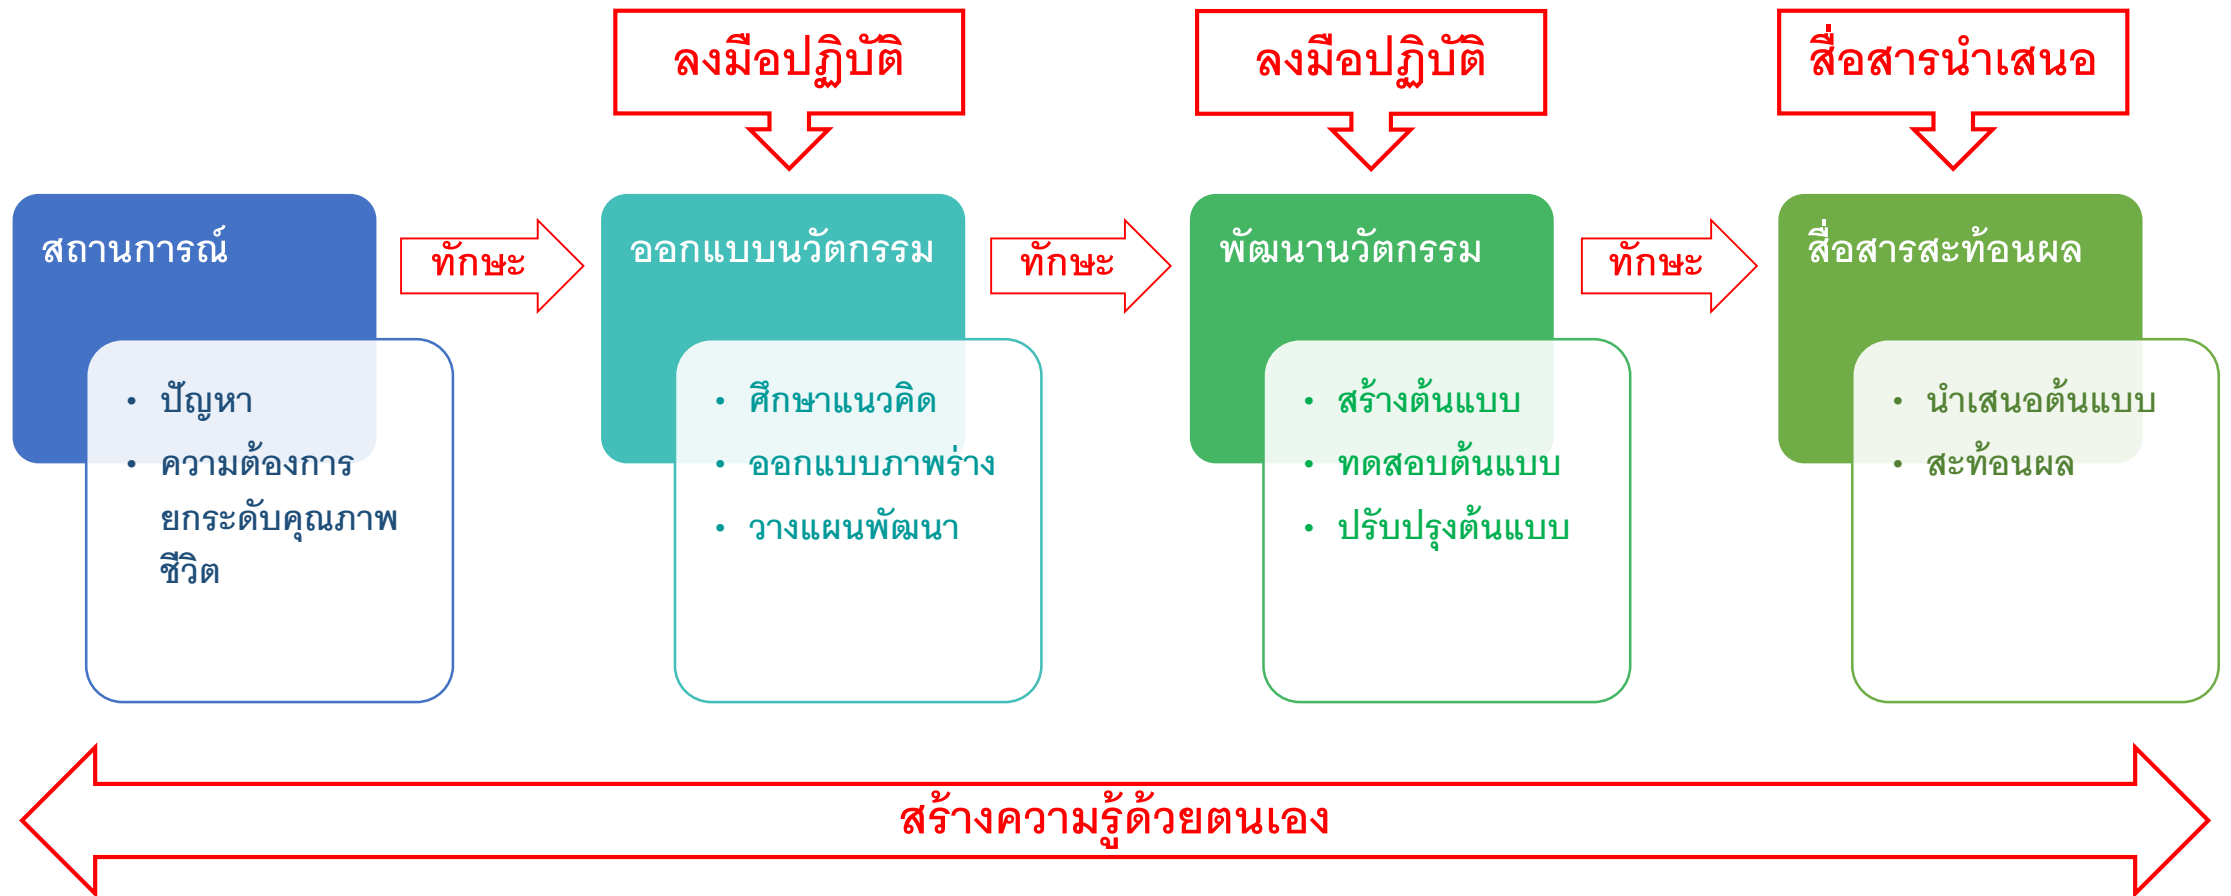 ลงมือปฏิบัติ
ลงมือปฏิบัติ
สื่อสารนำเสนอ
สถานการณ์
ทักษะ
ออกแบบนวัตกรรม
ทักษะ
พัฒนานวัตกรรม
ทักษะ
สื่อสารสะท้อนผล
• ปัญหา
• ความต้องการ
ยกระดับคุณภาพ
ชีวิต
• ศึกษาแนวคิด
• ออกแบบภาพร่าง
• วางแผนพัฒนา
• สร้างต้นแบบ
• ทดสอบต้นแบบ
• ปรับปรุงต้นแบบ
• นำเสนอต้นแบบ
• สะท้อนผล
สร้างความรู้ด้วยตนเอง